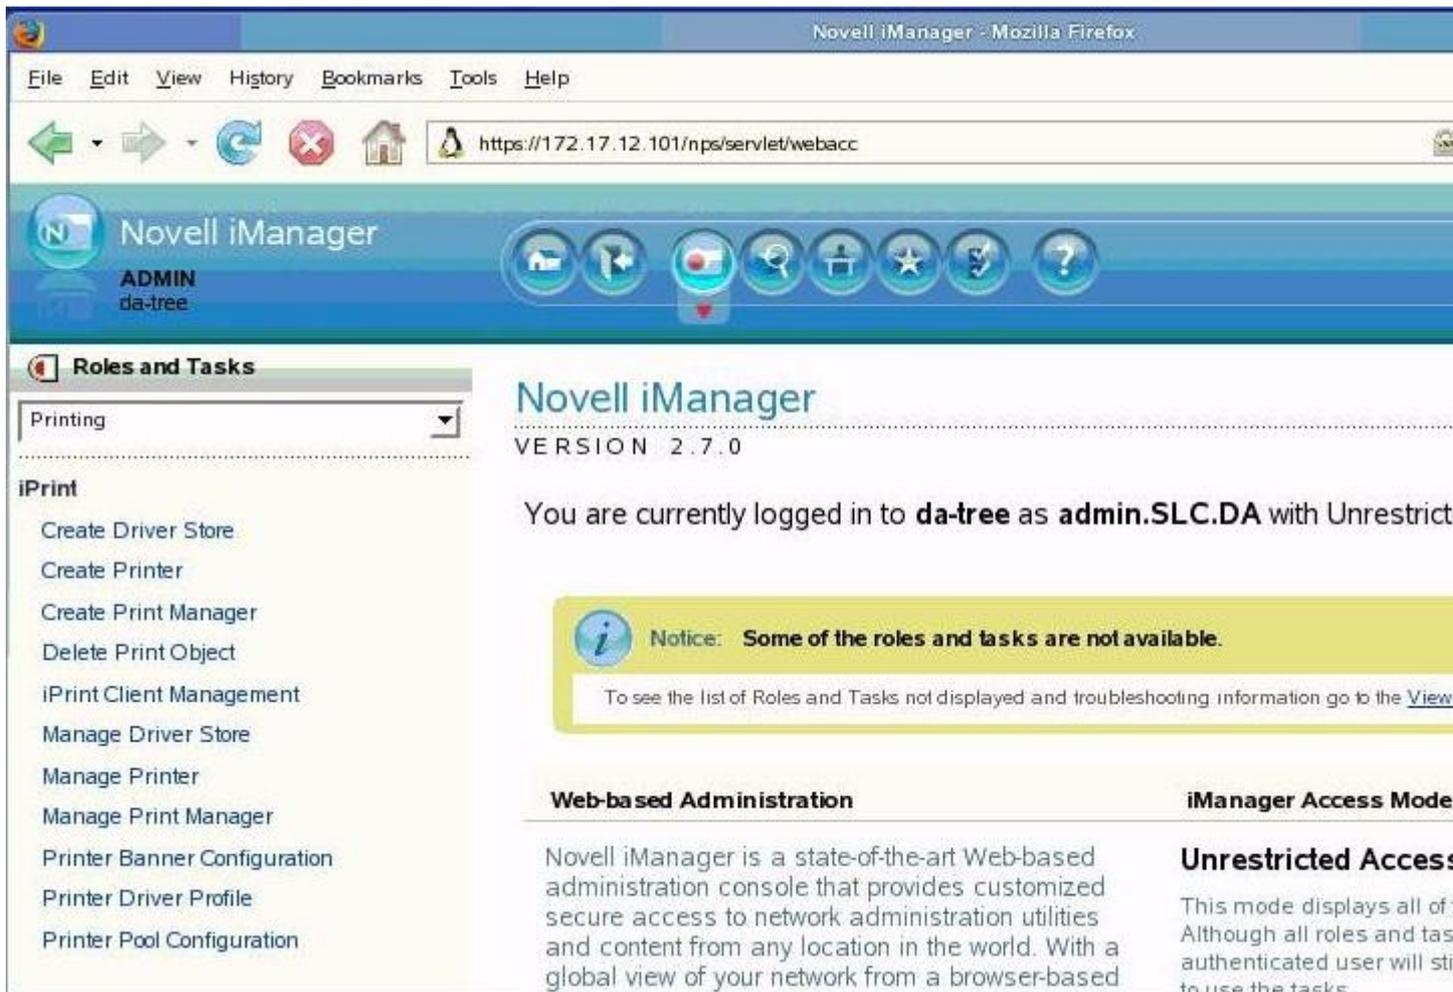 Novell iManager - Mozilla Firefox
File Edit View History Bookmarks Tools Help
https://172.17.12.101/nps/servlet/webacc
N
Novell iManager
ADMIN
da-tree
?
Roles and Tasks
Printing
iPrint
Create Driver Store
Create Printer
Create Print Manager
Delete Print Object
iPrint Client Management
Manage Driver Store
Manage Printer
Manage Print Manager
Printer Banner Configuration
Printer Driver Profile
Printer Pool Configuration
Novell iManager
VERSION 2.7.0
You are currently logged in to da-tree as admin.SLC.DA with Unrestrict
i Notice: Some of the roles and tasks are not available.
To see the list of Roles and Tasks not displayed and troubleshooting information go to the View
Web-based Administration
Novell iManager is a state-of-the-art Web-based
administration console that provides customized
secure access to network administration utilities
and content from any location in the world. With a
global view of your network from a browser-based
iManager Access Mode
Unrestricted Access
This mode displays all of
Although all roles and tas
authenticated user will sti
to use the tasks